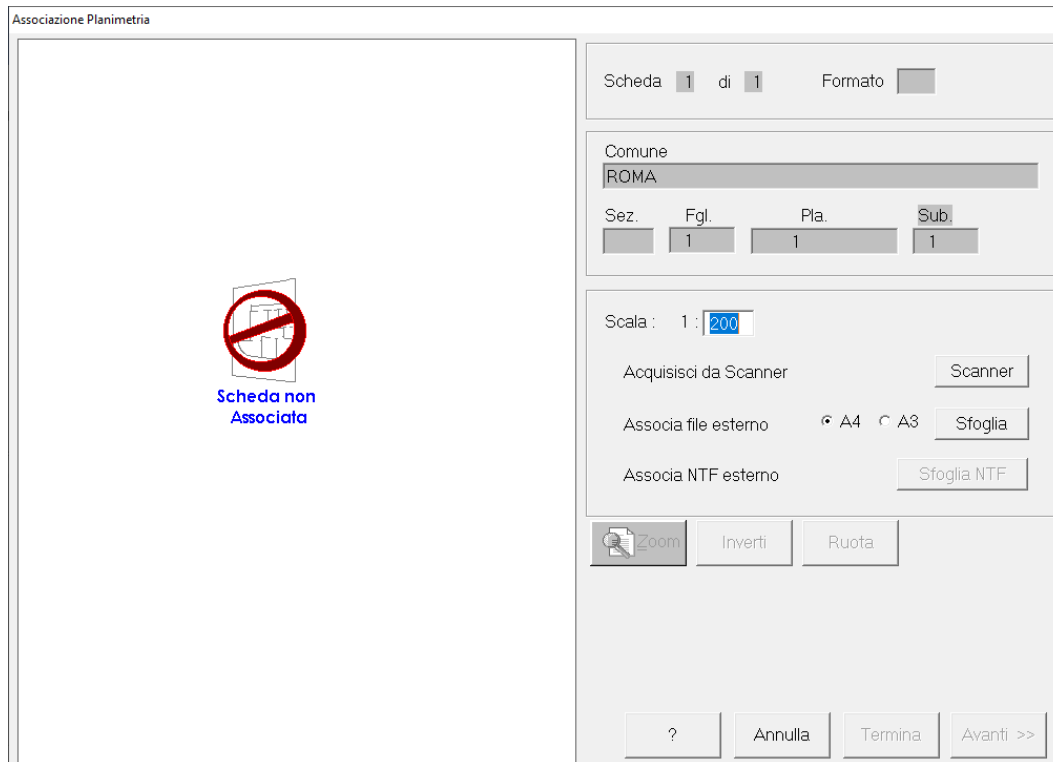 Associazione Planimetria
Scheda non
Associata
Scheda 1 di 1 Formato
Comune
ROMA
Sez. Fgl. Pla. Sub.
1 1 1
Scala : 1 : 200
Acquisisci da Scanner Scanner
Associa file esterno A4 A3 Sfoglia
Associa NTF esterno Sfoglia NTF
Zoom Inverti Ruota
? Annulla Termina Avanti >>